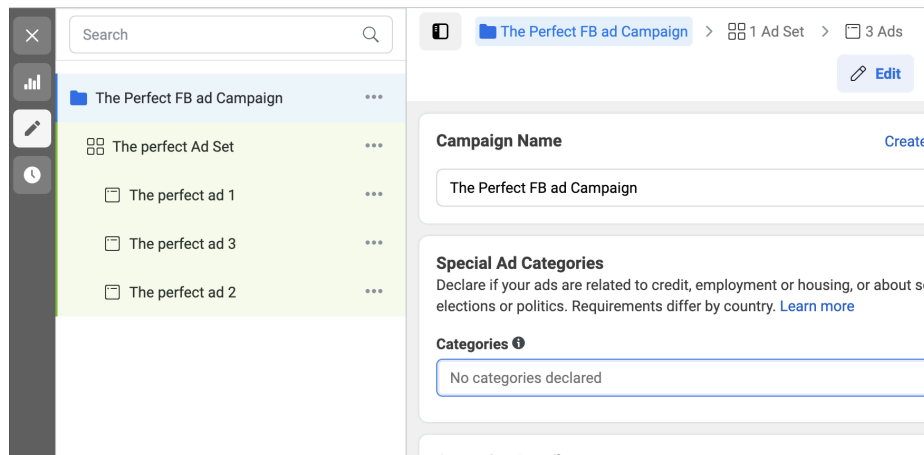 Search
The Perfect FB ad Campaign
The perfect Ad Set
The perfect ad 1
The perfect ad 3
The perfect ad 2
The Perfect FB ad Campaign > 1 Ad Set > 3 Ads
Edit
Campaign Name
Create
The Perfect FB ad Campaign
Special Ad Categories
Declare if your ads are related to credit, employment or housing, or about
elections or politics. Requirements differ by country. Learn more
Categories
No categories declared